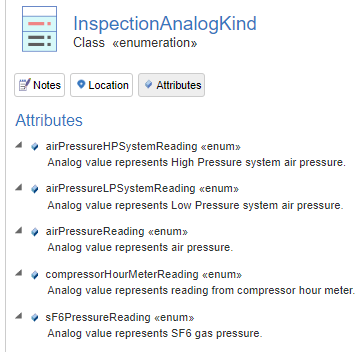 InspectionAnalogKind
Class «enumeration»
Notes
Location
Attributes
Attributes
airPressureHPSystemReading «enum»
Analog value represents High Pressure system air pressure.
airPressureLPSystemReading «enum»
Analog value represents Low Pressure system air pressure.
airPressureReading «enum»
Analog value represents air pressure.
compressorHourMeterReading «enum»
Analog value represents reading from compressor hour meter.
sF6PressureReading «enum»
Analog value represents SF6 gas pressure.